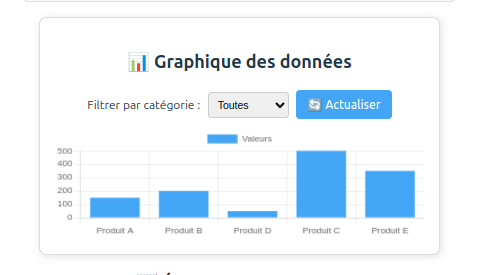 📊 Graphique des données
Filtrer par catégorie : Toutes 🔄 Actualiser
Valeurs
500
400
300
200
100
0
Produit A Produit B Produit D Produit C Produit E